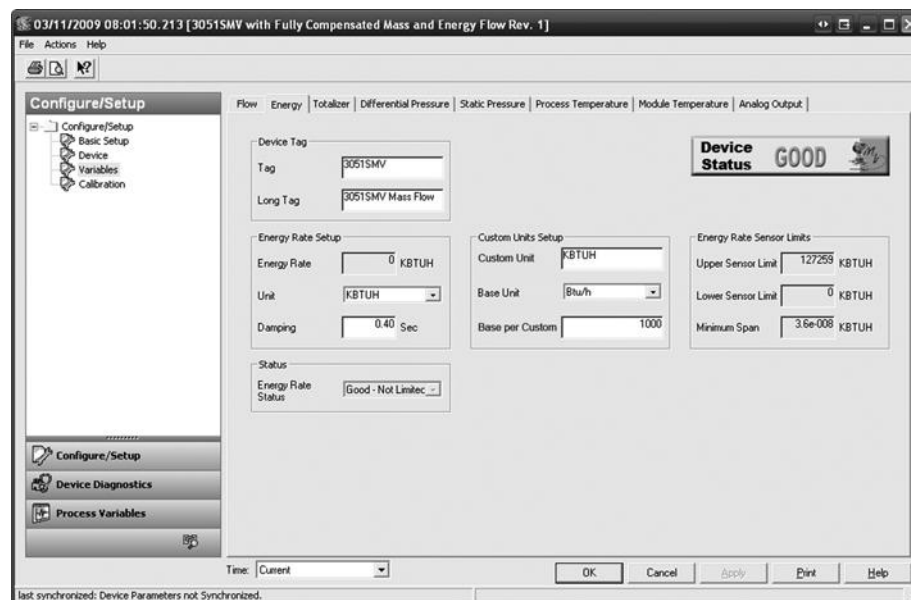 03/11/2009 08:01:50.213 [3051SMV with Fully Compensated Mass and Energy Flow Rev. 1]
File Actions Help
Configure/Setup
Configure/Setup
Basic Setup
Device
Variables
Calibration
Configure/Setup
Device Diagnostics
Process Variables
Flow Energy Totalizer Differential Pressure Static Pressure Process Temperature Module Temperature Analog Output
Device Tag
Tag 3051SMV
Long Tag 3051SMV Mass Flow
Device Status GOOD
Energy Rate Setup
Energy Rate 0 KBTUH
Unit KBTUH
Damping 0.40 Sec
Custom Units Setup
Custom Unit KBTUH
Base Unit Btu/h
Base per Custom 1000
Energy Rate Sensor Limits
Upper Sensor Limit 127259 KBTUH
Lower Sensor Limit 0 KBTUH
Minimum Span 3.6e-008 KBTUH
Status
Energy Rate Status Good - Not Limitec
Time: Current
OK Cancel Apply Print Help
last synchronized: Device Parameters not Synchronized.